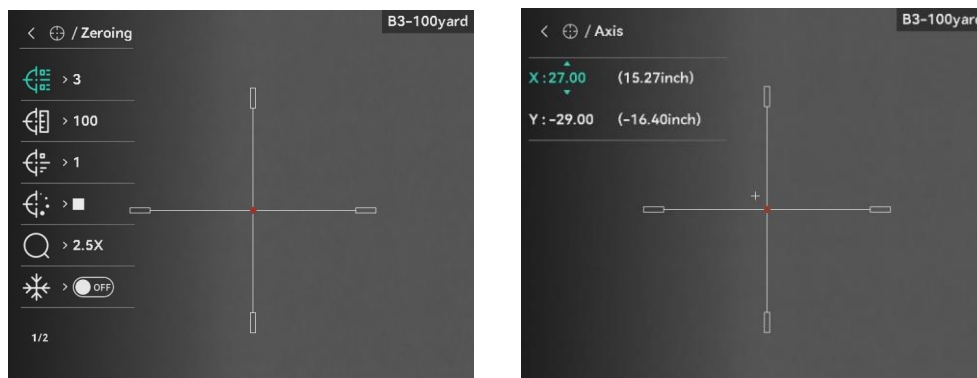 B3-100yard
< / Zeroing
> 3
> 100
> 1
>
> 2.5X
> OFF
1/2
B3-100yard
< / Axis
X : 27.00 (15.27inch)
Y : -29.00 (-16.40inch)